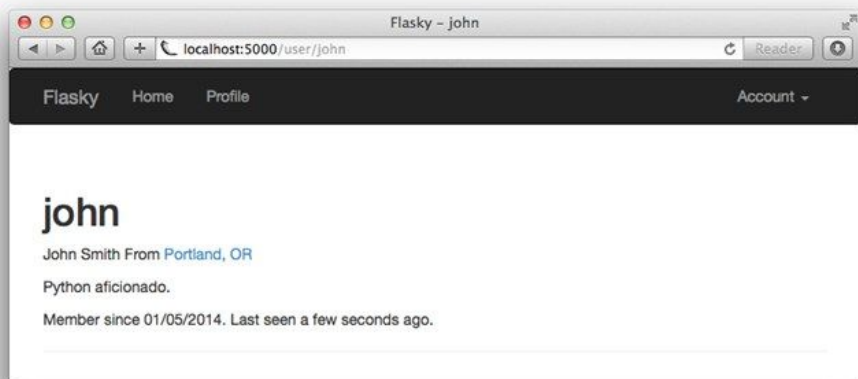 Flasky - john
localhost:5000/user/john
Reader
Flasky Home Profile Account
john
John Smith From Portland, OR
Python aficionado.
Member since 01/05/2014. Last seen a few seconds ago.